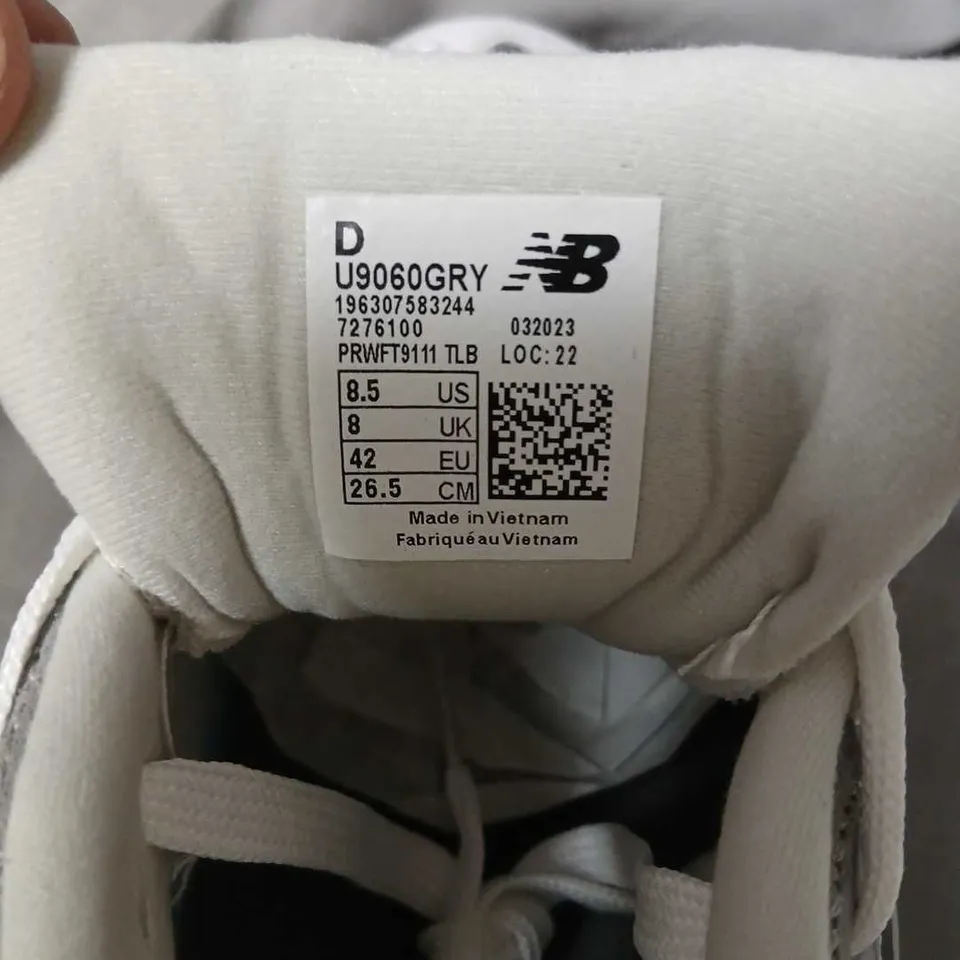 D
NB
U9060GRY
196307583244
7276100 032023
PRWFT9111 TLB LOC: 22
8.5 US
8 UK
42 EU
26.5 CM
Made in Vietnam
Fabriqué au Vietnam